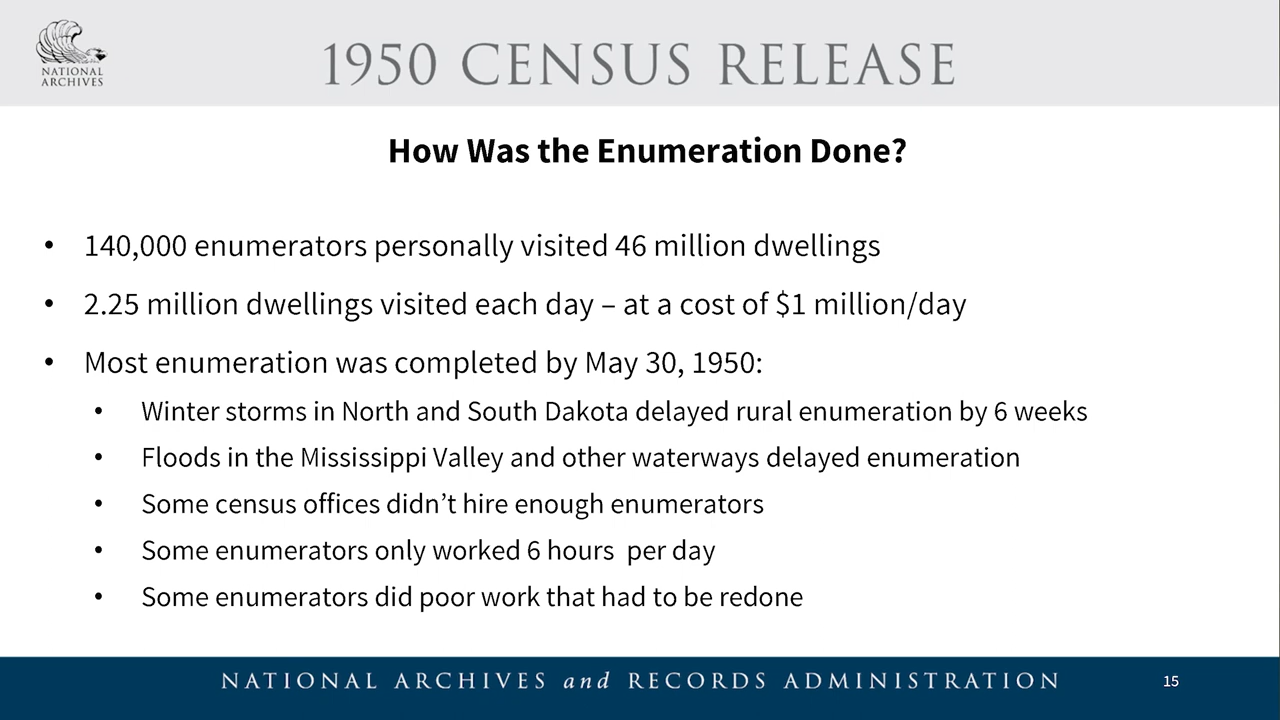 NATIONAL
ARCHIVES
1950 CENSUS RELEASE
How Was the Enumeration Done?
• 140,000 enumerators personally visited 46 million dwellings
• 2.25 million dwellings visited each day – at a cost of $1 million/day
• Most enumeration was completed by May 30, 1950:
• Winter storms in North and South Dakota delayed rural enumeration by 6 weeks
• Floods in the Mississippi Valley and other waterways delayed enumeration
• Some census offices didn’t hire enough enumerators
• Some enumerators only worked 6 hours  per day
• Some enumerators did poor work that had to be redone
NATIONAL ARCHIVES and RECORDS ADMINISTRATION
15